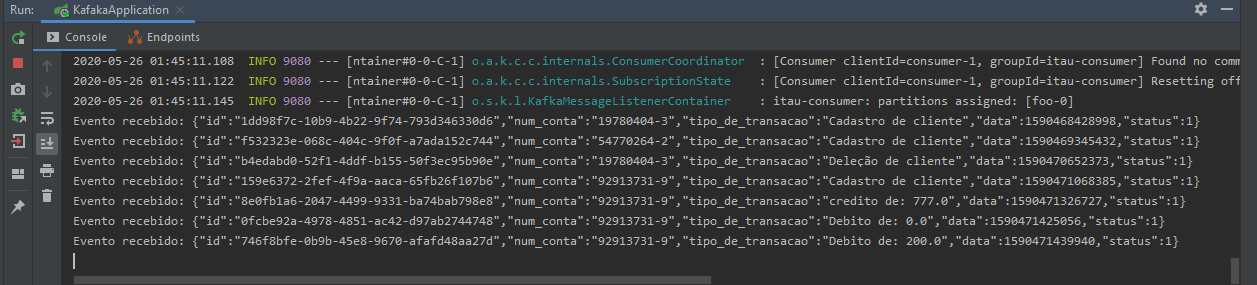 Run: KafakaApplication ×
Console Endpoints
2020-05-26 01:45:11.108 INFO 9080 --- [ntainer#0-0-C-1] o.a.k.c.c.internals.ConsumerCoordinator : [Consumer clientId=consumer-1, groupId=itau-consumer] Found no comm
2020-05-26 01:45:11.122 INFO 9080 --- [ntainer#0-0-C-1] o.a.k.c.c.internals.SubscriptionState : [Consumer clientId=consumer-1, groupId=itau-consumer] Resetting off
2020-05-26 01:45:11.145 INFO 9080 --- [ntainer#0-0-C-1] o.s.k.l.KafkaMessageListenerContainer : itau-consumer: partitions assigned: [foo-0]
Evento recebido: {"id":"1dd98f7c-10b9-4b22-9f74-793d346330d6","num_conta":"19780404-3","tipo_de_transacao":"Cadastro de cliente","data":1590468428998,"status":1}
Evento recebido: {"id":"f532323e-068c-404c-9f0f-a7ada152c744","num_conta":"54770264-2","tipo_de_transacao":"Cadastro de cliente","data":1590469345432,"status":1}
Evento recebido: {"id":"b4edabd0-52f1-4ddf-b155-50f3ec95b90e","num_conta":"19780404-3","tipo_de_transacao":"Deleção de cliente","data":1590470652373,"status":1}
Evento recebido: {"id":"159e6372-2fef-4f9a-aaca-65fb26f107b6","num_conta":"92913731-9","tipo_de_transacao":"Cadastro de cliente","data":1590471068385,"status":1}
Evento recebido: {"id":"8e0fb1a6-2047-4499-9331-ba74bab798e8","num_conta":"92913731-9","tipo_de_transacao":"credito de: 777.0","data":1590471326727,"status":1}
Evento recebido: {"id":"0fcbe92a-4978-4851-ac42-d97ab2744748","num_conta":"92913731-9","tipo_de_transacao":"Debito de: 0.0","data":1590471425056,"status":1}
Evento recebido: {"id":"746f8bfe-0b9b-45e8-9670-afafd48aa27d","num_conta":"92913731-9","tipo_de_transacao":"Debito de: 200.0","data":1590471439940,"status":1}